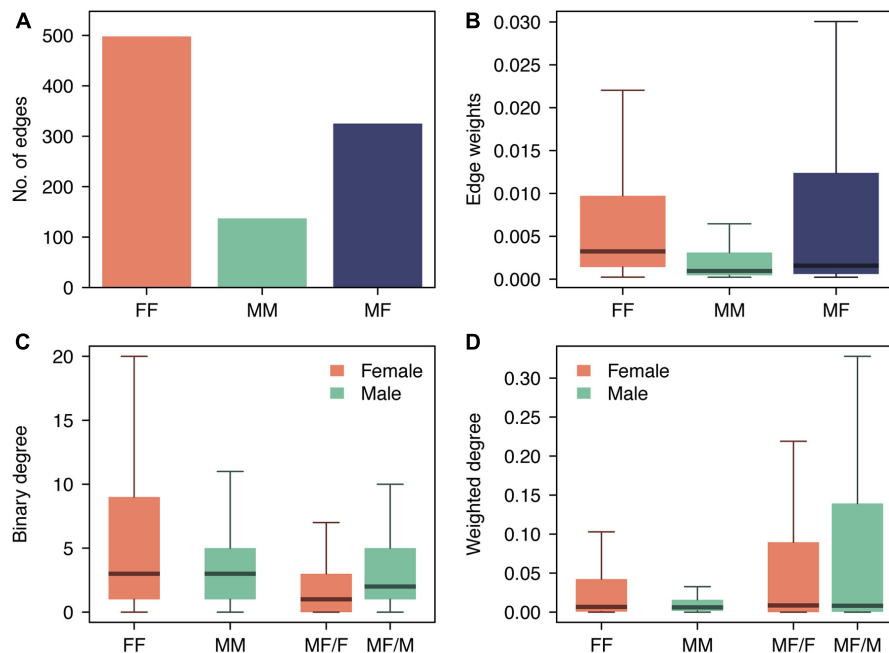 A
No. of edges
500
400
300
200
100
0
FF
MM
MF
B
Edge weights
0.030
0.025
0.020
0.015
0.010
0.005
0.000
FF
MM
MF
C
Binary degree
20
15
10
5
0
Female
Male
FF
MM
MF/F
MF/M
D
Weighted degree
0.30
0.25
0.20
0.15
0.10
0.05
0.00
Female
Male
FF
MM
MF/F
MF/M